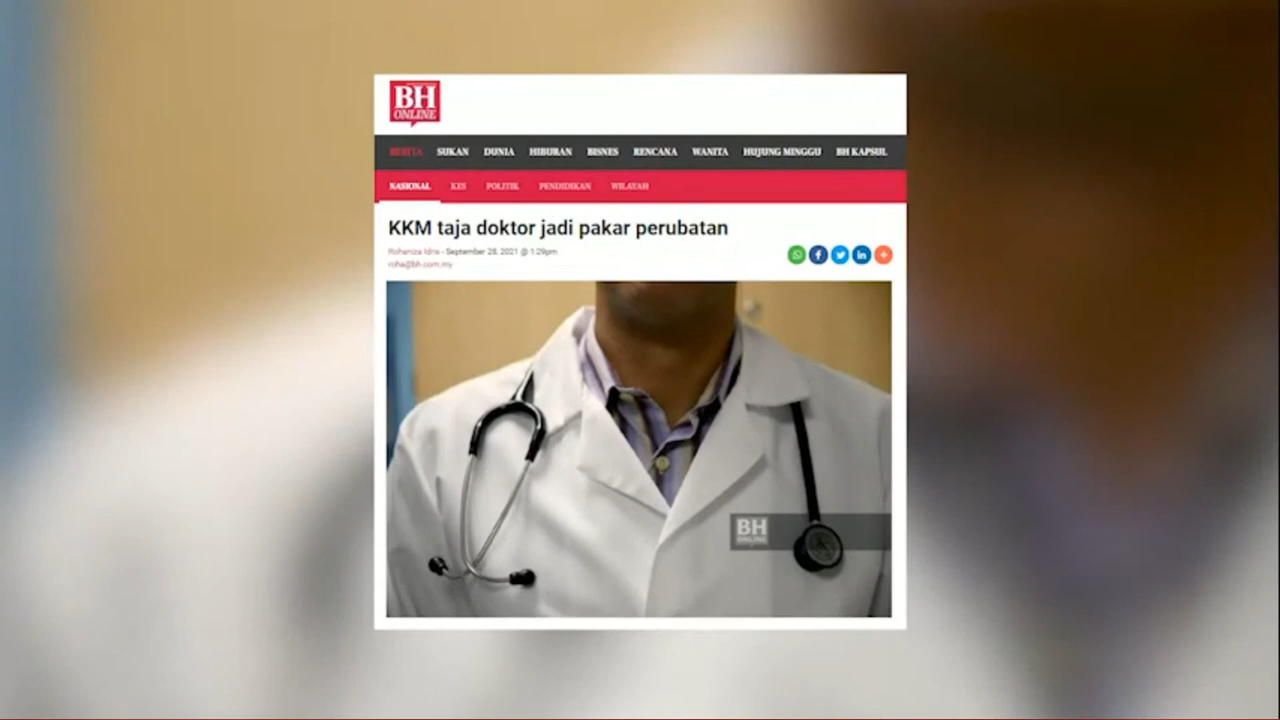 BH
ONLINE
BERITA SUKAN DUNIA HIBURAN BISNES RENCANA WANITA HUJUNG MINGGU BH KAPSUL
NASIONAL KES POLITIK PENDIDIKAN WILAYAH
KKM taja doktor jadi pakar perubatan
Rohaniza Idris - September 28, 2021 @ 1:29pm
roha@bh.com.my
BH
ONLINE